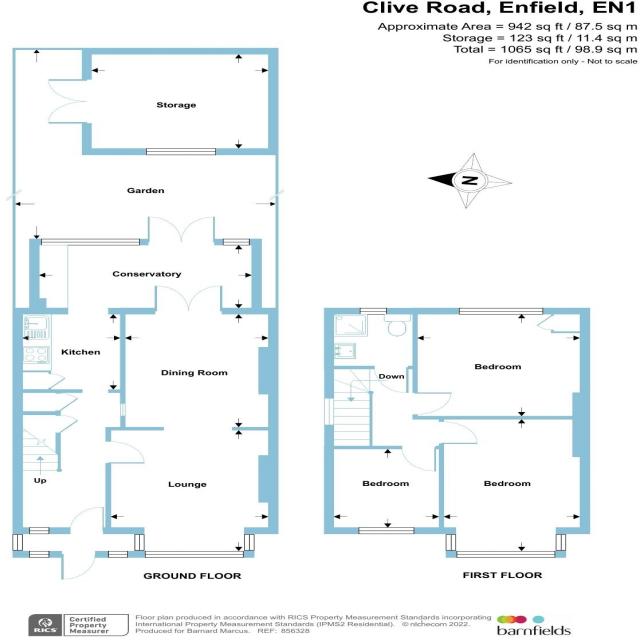 Clive Road, Enfield, EN1
Approximate Area = 942 sq ft / 87.5 sq m
Storage = 123 sq ft / 11.4 sq m
Total = 1065 sq ft / 98.9 sq m
For identification only - Not to scale
Storage
Garden
N
Conservatory
Kitchen
Dining Room
Up
Lounge
Bedroom
Down
Bedroom
Bedroom
GROUND FLOOR
FIRST FLOOR
RICS
Certified
Property
Measurer
Floor plan produced in accordance with RICS Property Measurement Standards incorporating
International Property Measurement Standards (IPMS2 Residential). © nichecom 2022.
Produced for Barnard Marcus. REF: 856328
barnfields